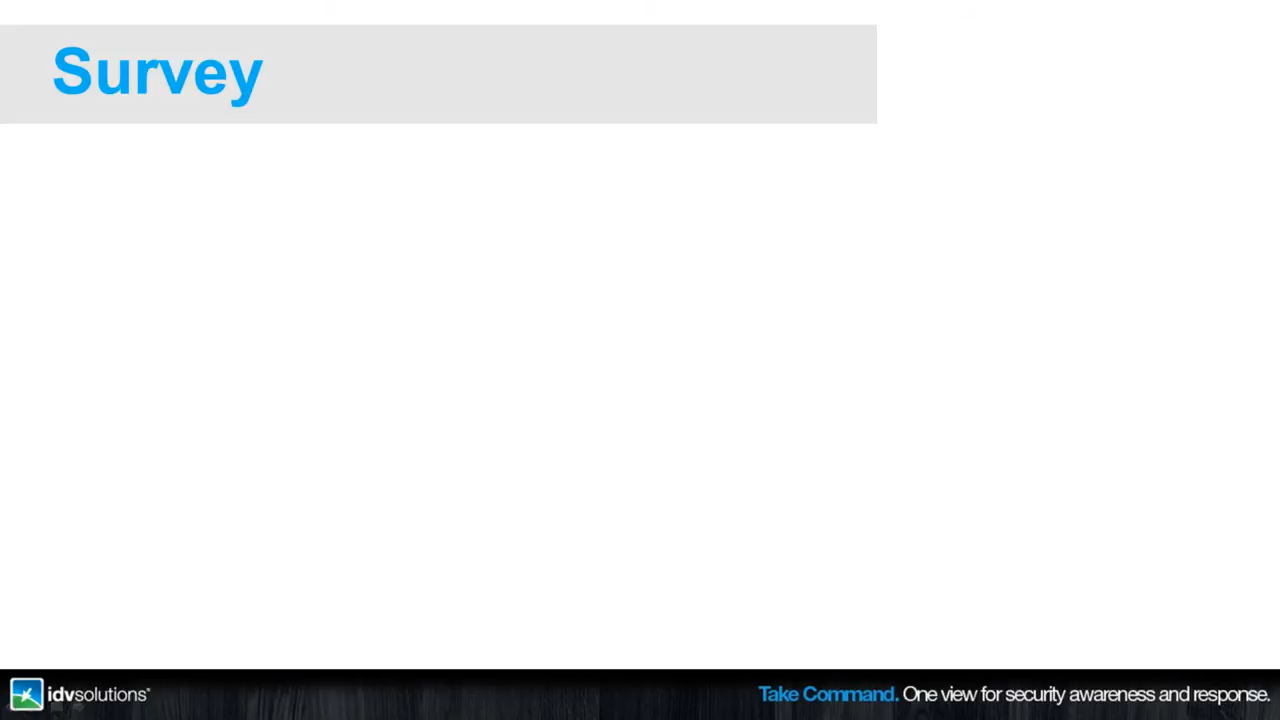 Survey
idvsolutions®
Take Command. One view for security awareness and response.